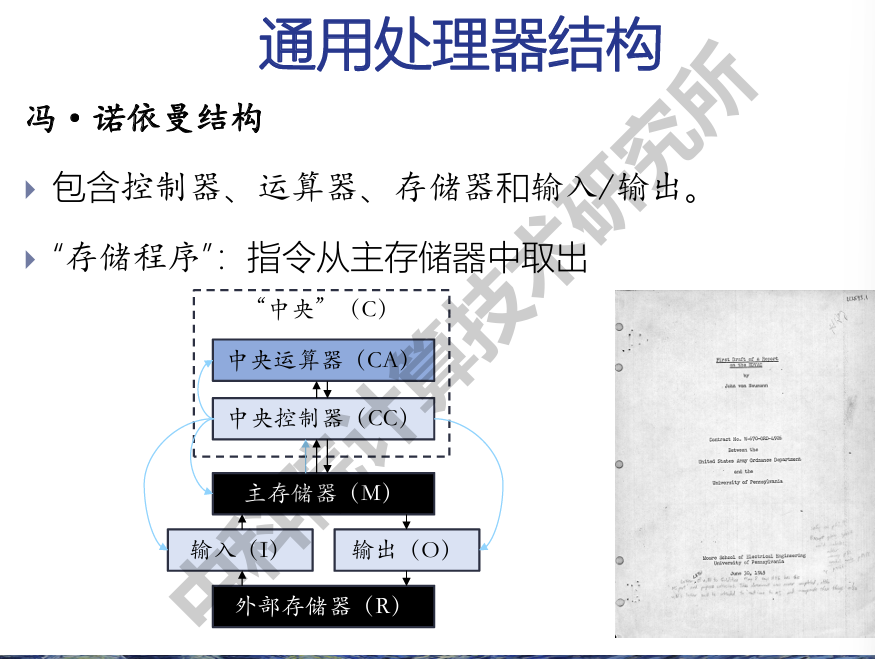 通用处理器结构
冯·诺依曼结构
包含控制器、运算器、存储器和输入/输出。
“存储程序”：指令从主存储器中取出
“中央”（C）
中央运算器（CA）
中央控制器（CC）
主存储器（M）
输入（I）
输出（O）
外部存储器（R）
First Draft of a Report
on the EDVAC
by
John von Neumann
Contract No. W-670-ORD-4926
Between the
United States Army Ordnance Department
and the
University of Pennsylvania
Moore School of Electrical Engineering
University of Pennsylvania
June 30, 1945
中科院计算技术研究所